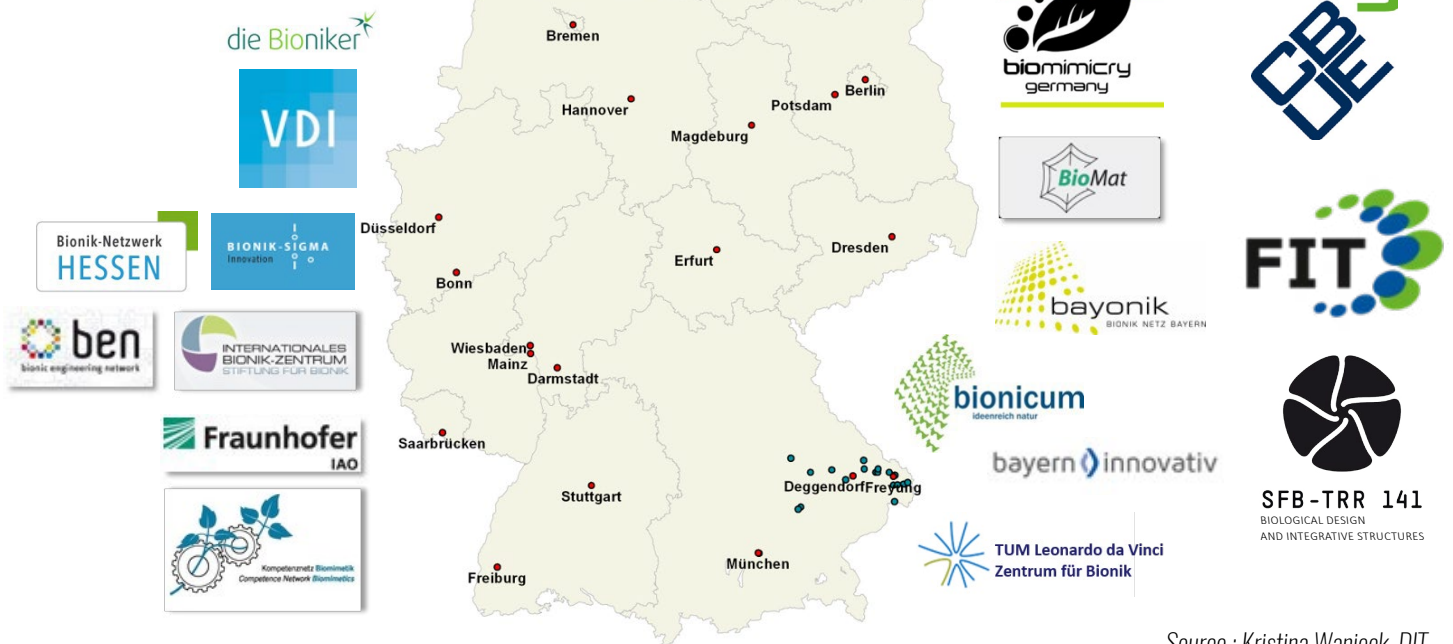 die Bioniker
VDI
Bionik-Netzwerk
HESSEN
BIONIK-SIGMA
Innovation
ben
bionic engineering network
INTERNATIONALES
BIONIK-ZENTRUM
STIFTUNG FÜR BIONIK
Fraunhofer
IAO
Kompetenznetz Biomimetik
Competence Network Biomimetics
Bremen
Hannover
Berlin
Potsdam
Magdeburg
Düsseldorf
Dresden
Erfurt
Bonn
Wiesbaden
Mainz
Darmstadt
Saarbrücken
Deggendorf
Freyung
Stuttgart
München
Freiburg
biomimicry
germany
BioMat
bayonik
BIONIK NETZ BAYERN
bionicum
ideenreich natur
bayern innovativ
TUM Leonardo da Vinci
Zentrum für Bionik
CUBE
FIT
SFB-TRR 141
BIOLOGICAL DESIGN
AND INTEGRATIVE STRUCTURES
Source : Kristina Wanieck, DIT